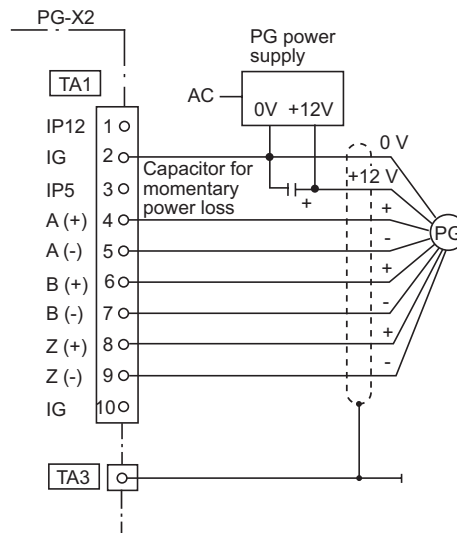 PG-X2
PG power
supply
TA1
AC
0V +12V
IP12 1
IG 2
0 V
Capacitor for
momentary
power loss
+12 V
IP5 3
+
A (+) 4
+
PG
A (-) 5
-
B (+) 6
+
B (-) 7
-
Z (+) 8
+
Z (-) 9
-
IG 10
TA3